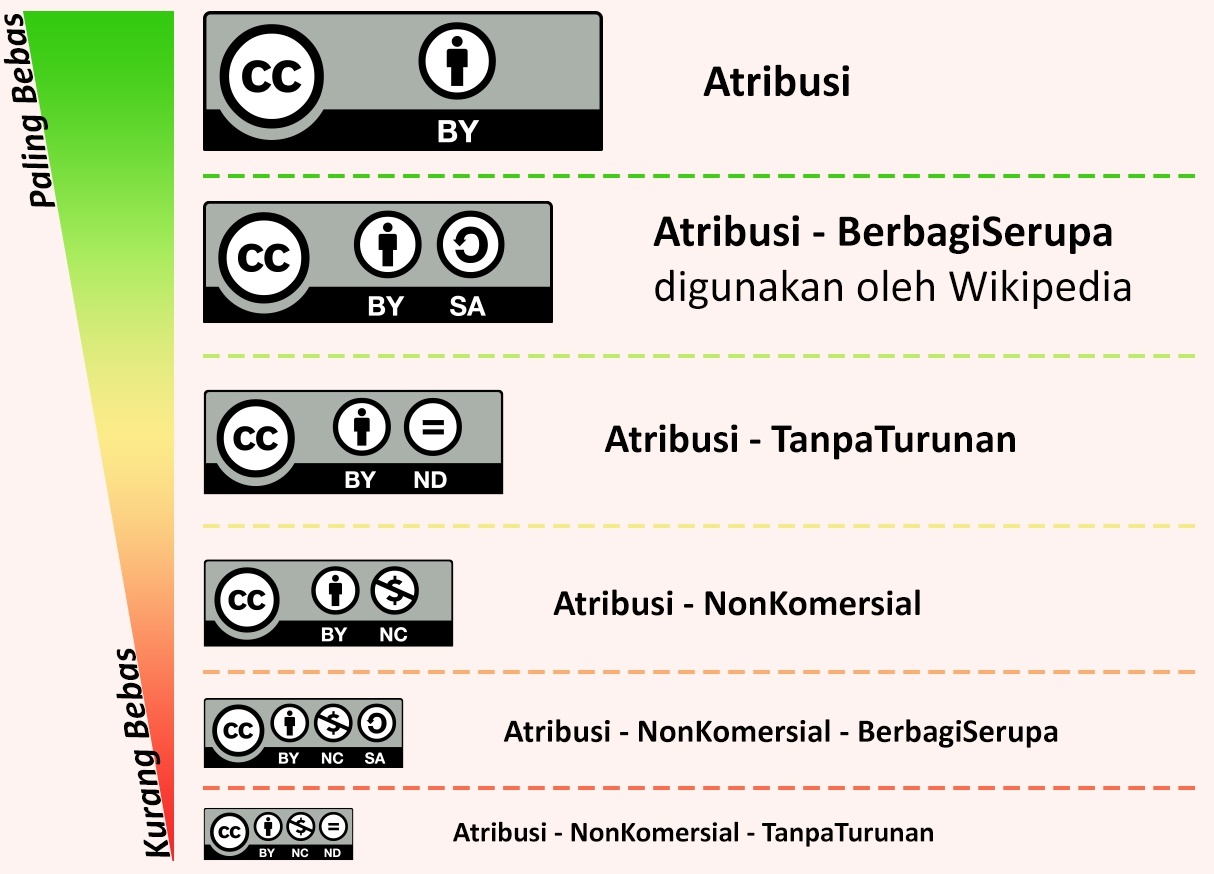 Paling Bebas
CC
BY
Atribusi
CC
BY SA
Atribusi - BerbagiSerupa
digunakan oleh Wikipedia
CC
BY ND
Atribusi - TanpaTurunan
CC
BY NC
Atribusi - NonKomersial
Kurang Bebas
CC
BY NC SA
Atribusi - NonKomersial - BerbagiSerupa
CC
BY NC ND
Atribusi - NonKomersial - TanpaTurunan